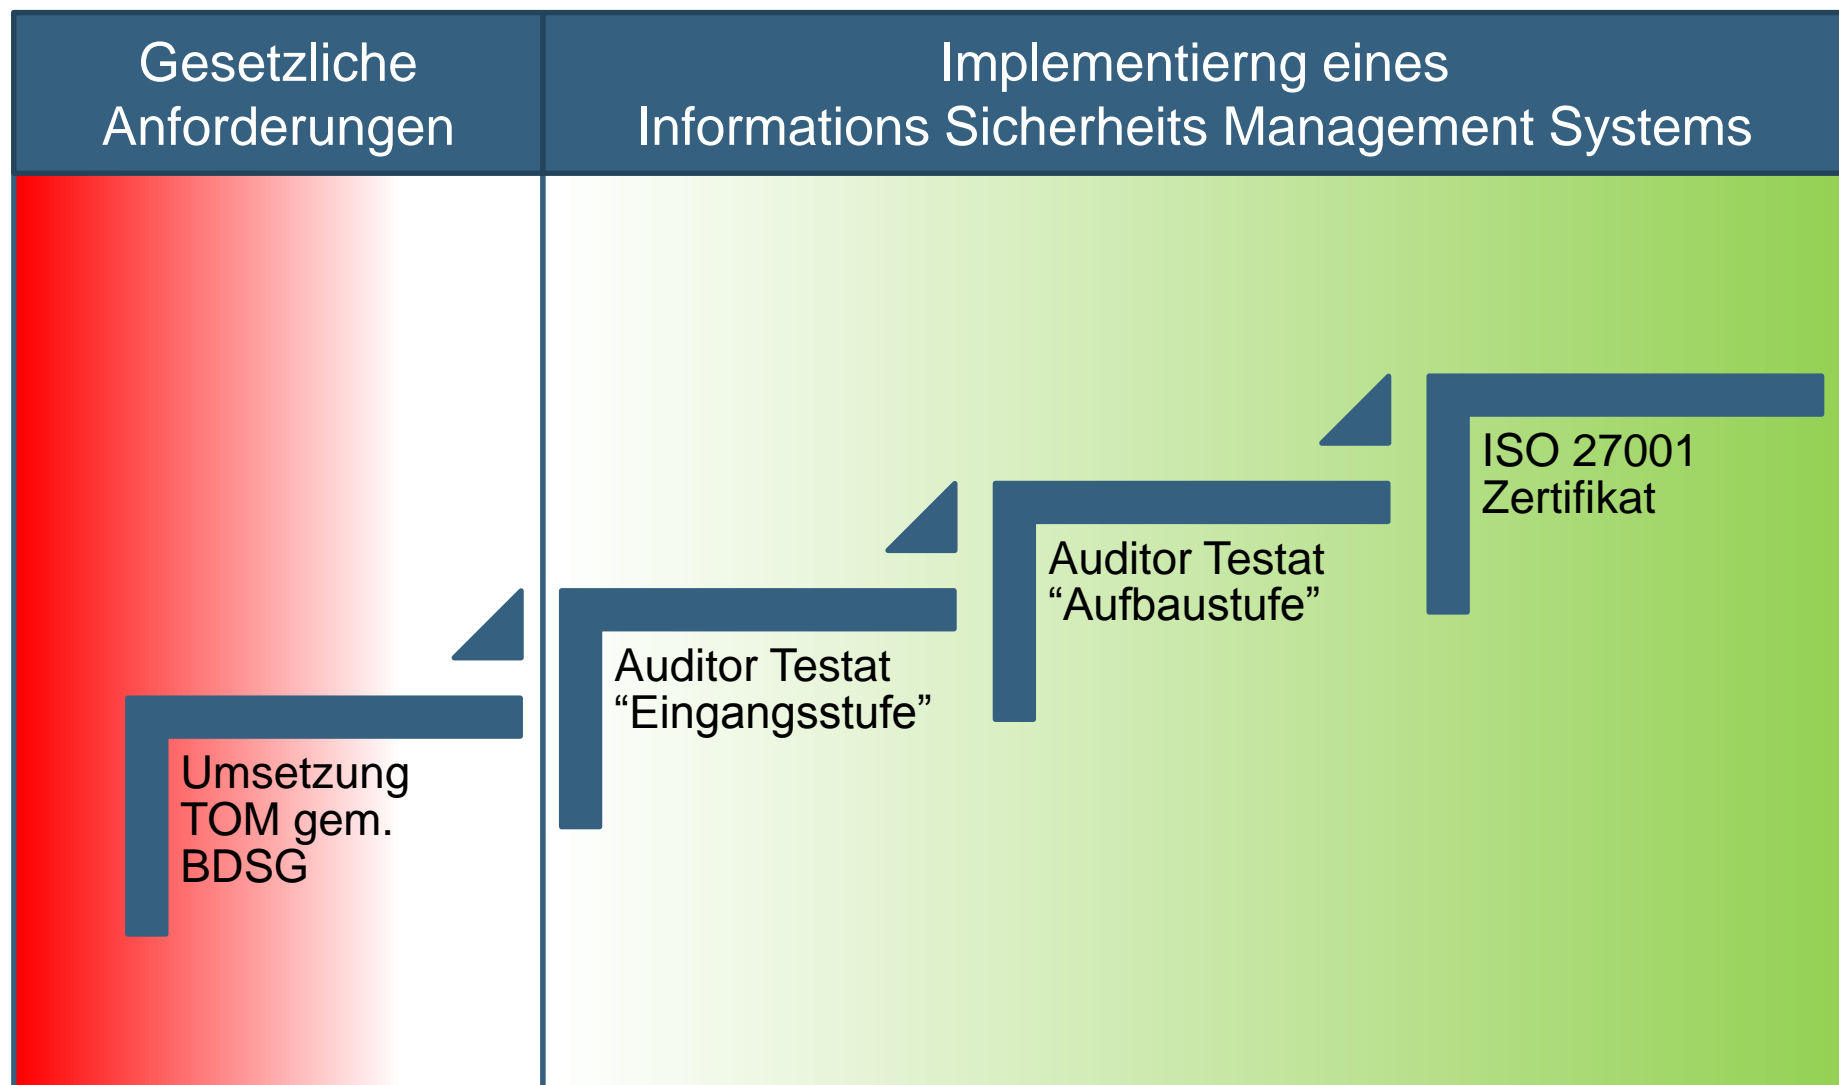 Gesetzliche
Anforderungen
Implementierng eines
Informations Sicherheits Management Systems
Umsetzung
TOM gem.
BDSG
Auditor Testat
“Eingangsstufe”
Auditor Testat
“Aufbaustufe”
ISO 27001
Zertifikat